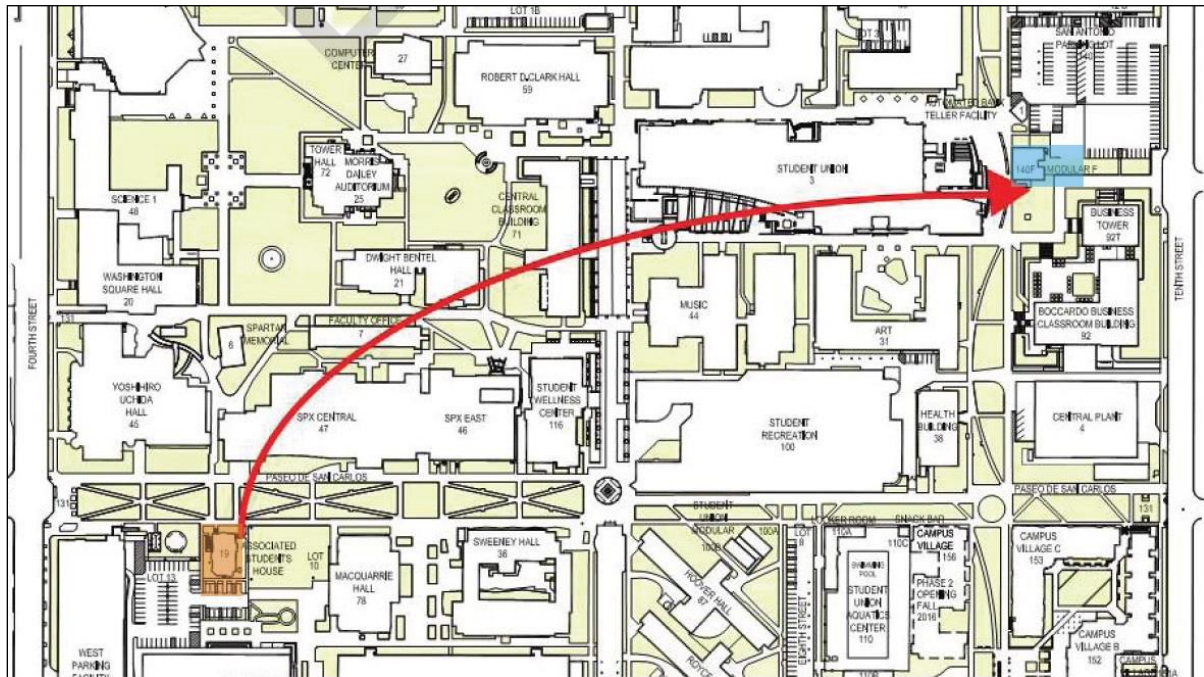 LOT 1B
COMPUTER
CENTER
27
ROBERT D. CLARK HALL
59
LOT 3
SAN ANTONIO
PARKING LOT
140
AUTOMATED BANK
TELLER FACILITY
TOWER
HALL
72
MORRIS
DAILEY
AUDITORIUM
25
STUDENT UNION
3
140F
MODULAR F
SCIENCE 1
48
CENTRAL
CLASSROOM
BUILDING
71
BUSINESS
TOWER
92T
DWIGHT BENTEL
HALL
21
WASHINGTON
SQUARE HALL
20
MUSIC
44
ART
31
BOCCARDO BUSINESS
CLASSROOM BUILDING
92
FOURTH STREET
TENTH STREET
131
SPARTAN
MEMORIAL
6
FACULTY OFFICE
7
YOSHIHIRO
UCHIDA
HALL
45
SPX CENTRAL
47
SPX EAST
46
STUDENT
WELLNESS
CENTER
116
STUDENT
RECREATION
100
HEALTH
BUILDING
38
CENTRAL PLANT
4
PASEO DE SAN CARLOS
PASEO DE SAN CARLOS
131
131
19
ASSOCIATED
STUDENTS
HOUSE
LOT 13
LOT
10
MACQUARRIE
HALL
78
SWEENEY HALL
36
STUDENT
UNION
MODULAR
100B
100A
HOOVER HALL
87
LOT
8
EIGHTH STREET
LOCKER ROOM
110A
SNACK BAR
110C
SWIMMING
POOL
STUDENT
UNION
AQUATICS
CENTER
110
110B
CAMPUS
VILLAGE
156
PHASE 2
OPENING
FALL
2016
CAMPUS
VILLAGE C
153
CAMPUS
VILLAGE B
152
CAMPUS
WEST
PARKING
FACILITY